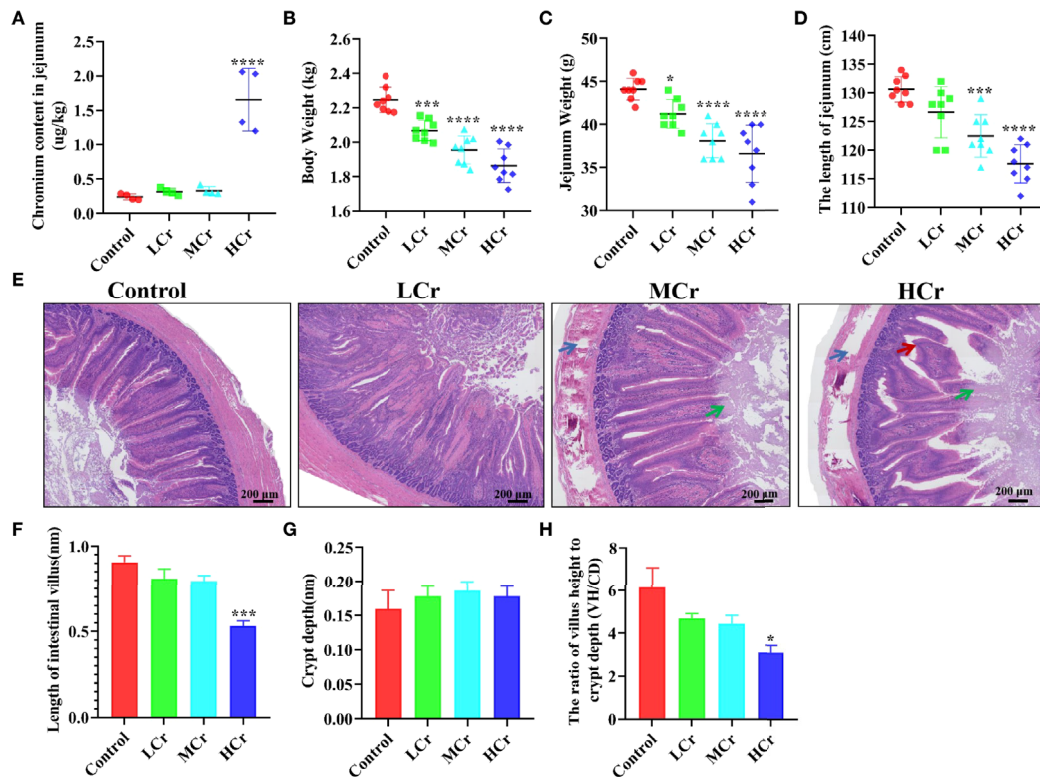 A
Chromium content in jejunum
(ug/kg)
2.5
2.0
1.5
1.0
0.5
0.0
****
Control
LCr
MCr
HCr
B
Body Weight (kg)
2.6
2.4
2.2
2.0
1.8
1.6
***
****
****
Control
LCr
MCr
HCr
C
Jejunum Weight (g)
50
45
40
35
30
*
****
****
Control
LCr
MCr
HCr
D
The length of jejunum (cm)
140
130
120
110
***
****
Control
LCr
MCr
HCr
E
Control
LCr
MCr
HCr
200 μm
200 μm
200 μm
200 μm
F
Length of intestinal villus(nm)
1.0
0.5
0.0
***
Control
LCr
MCr
HCr
G
Crypt depth(nm)
0.25
0.20
0.15
0.10
0.05
0.00
Control
LCr
MCr
HCr
H
The ratio of villus height to
crypt depth (VH/CD)
8
6
4
2
0
*
Control
LCr
MCr
HCr